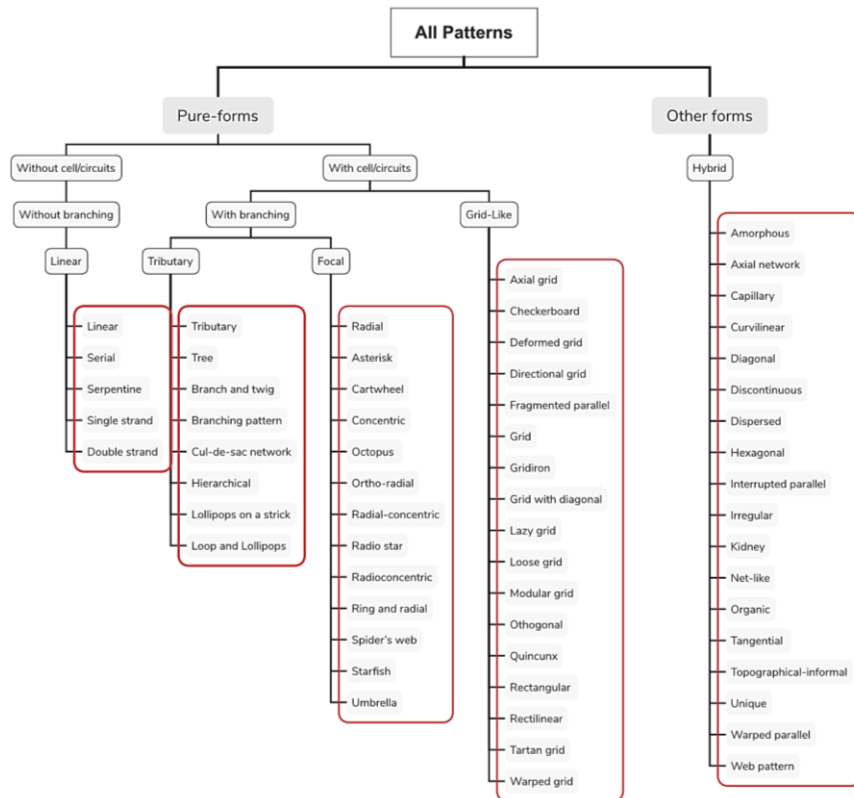 All Patterns
Pure-forms
Other forms
Without cell/circuits
With cell/circuits
Hybrid
Without branching
With branching
Grid-Like
Linear
Tributary
Focal
Linear
Serial
Serpentine
Single strand
Double strand
Tributary
Tree
Branch and twig
Branching pattern
Cul-de-sac network
Hierarchical
Lollipops on a strick
Loop and Lollipops
Radial
Asterisk
Cartwheel
Concentric
Octopus
Ortho-radial
Radial-concentric
Radio star
Radioconcentric
Ring and radial
Spider's web
Starfish
Umbrella
Axial grid
Checkerboard
Deformed grid
Directional grid
Fragmented parallel
Grid
Gridiron
Grid with diagonal
Lazy grid
Loose grid
Modular grid
Othogonal
Quincunx
Rectangular
Rectilinear
Tartan grid
Warped grid
Amorphous
Axial network
Capillary
Curvilinear
Diagonal
Discontinuous
Dispersed
Hexagonal
Interrupted parallel
Irregular
Kidney
Net-like
Organic
Tangential
Topographical-informal
Unique
Warped parallel
Web pattern